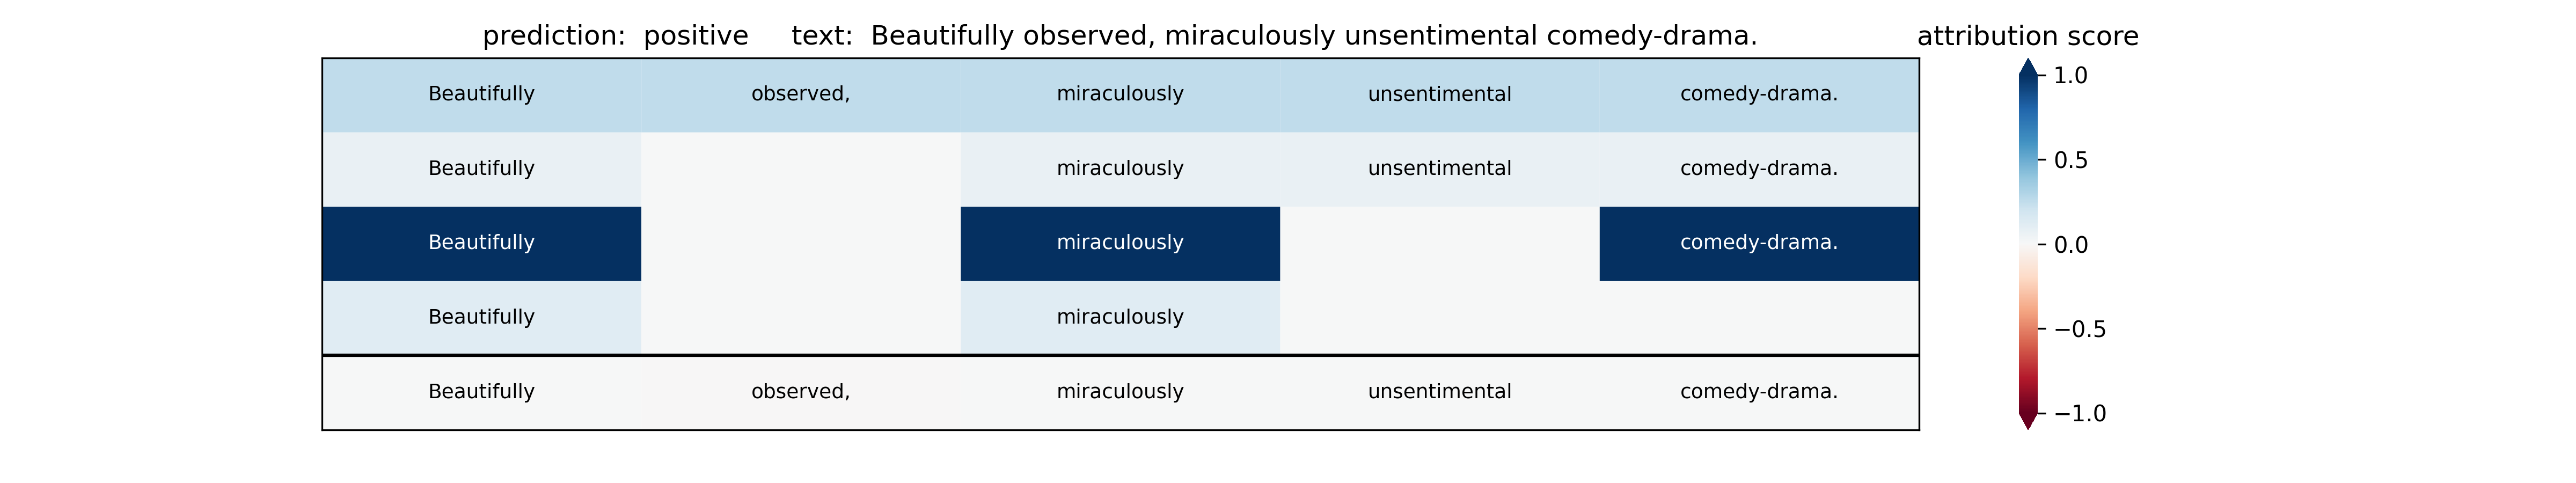 prediction:  positive     text:  Beautifully observed, miraculously unsentimental comedy-drama.
attribution score
Beautifully observed, miraculously unsentimental comedy-drama.
Beautifully miraculously unsentimental comedy-drama.
Beautifully miraculously comedy-drama.
Beautifully miraculously
Beautifully observed, miraculously unsentimental comedy-drama.
1.0
0.5
0.0
−0.5
−1.0